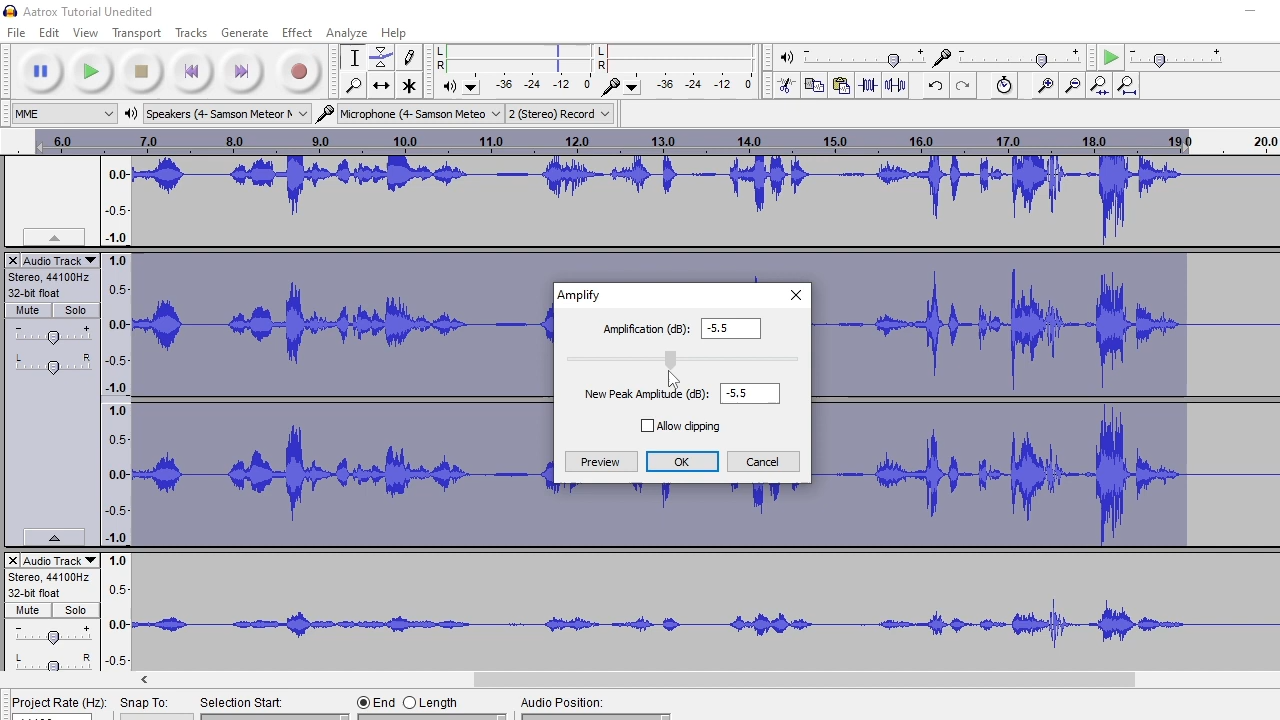 Aatrox Tutorial Unedited
File Edit View Transport Tracks Generate Effect Analyze Help
L
R
-36 -24 -12 0
L
R
-36 -24 -12 0
MME
Speakers (4- Samson Meteor M
Microphone (4- Samson Meteo
2 (Stereo) Record
6.0 7.0 8.0 9.0 10.0 11.0 12.0 13.0 14.0 15.0 16.0 17.0 18.0 19.0 20.0
0.0-
-0.5-
-1.0
Audio Track
Stereo, 44100Hz
32-bit float
Mute Solo
- +
L R
1.0
0.5-
0.0-
-0.5-
-1.0
1.0
0.5-
0.0-
-0.5-
-1.0
Amplify
Amplification (dB): -5.5
New Peak Amplitude (dB): -5.5
Allow clipping
Preview OK Cancel
Audio Track
Stereo, 44100Hz
32-bit float
Mute Solo
- +
L R
1.0
0.5-
0.0-
-0.5-
Project Rate (Hz): Snap To: Selection Start: End Length Audio Position: